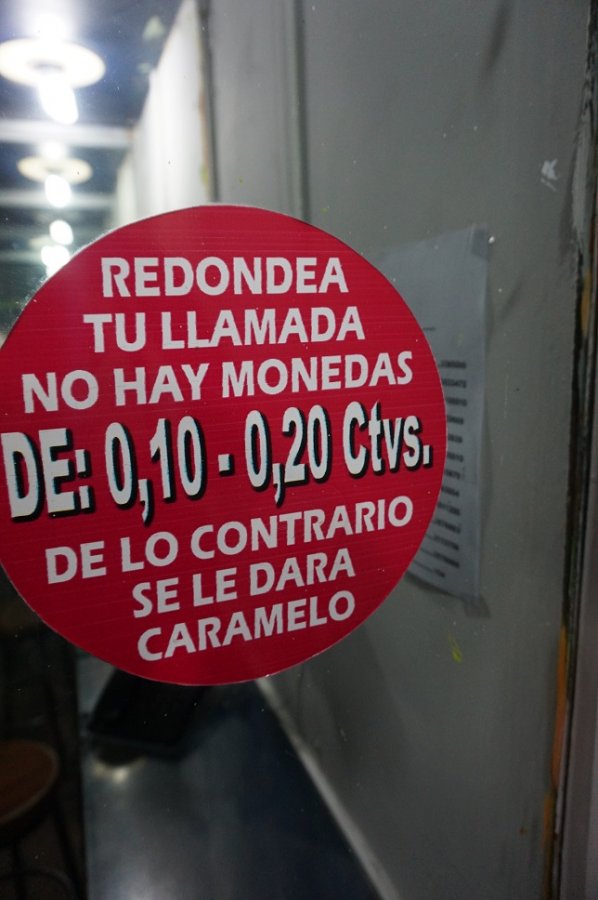 REDONDEA
TU LLAMADA
NO HAY MONEDAS
DE: 0,10 - 0,20 Ctvs.
DE LO CONTRARIO
SE LE DARA
CARAMELO